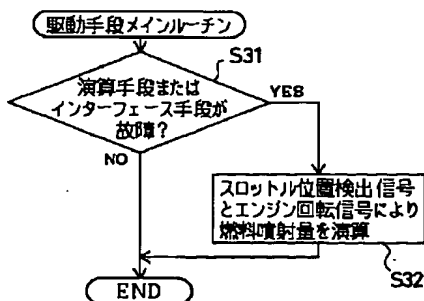 駆動手段メインルーチン
S31
演算手段または
インターフェース手段が
故障?
YES
NO
スロットル位置検出信号
とエンジン回転信号により
燃料噴射量を演算
S32
END